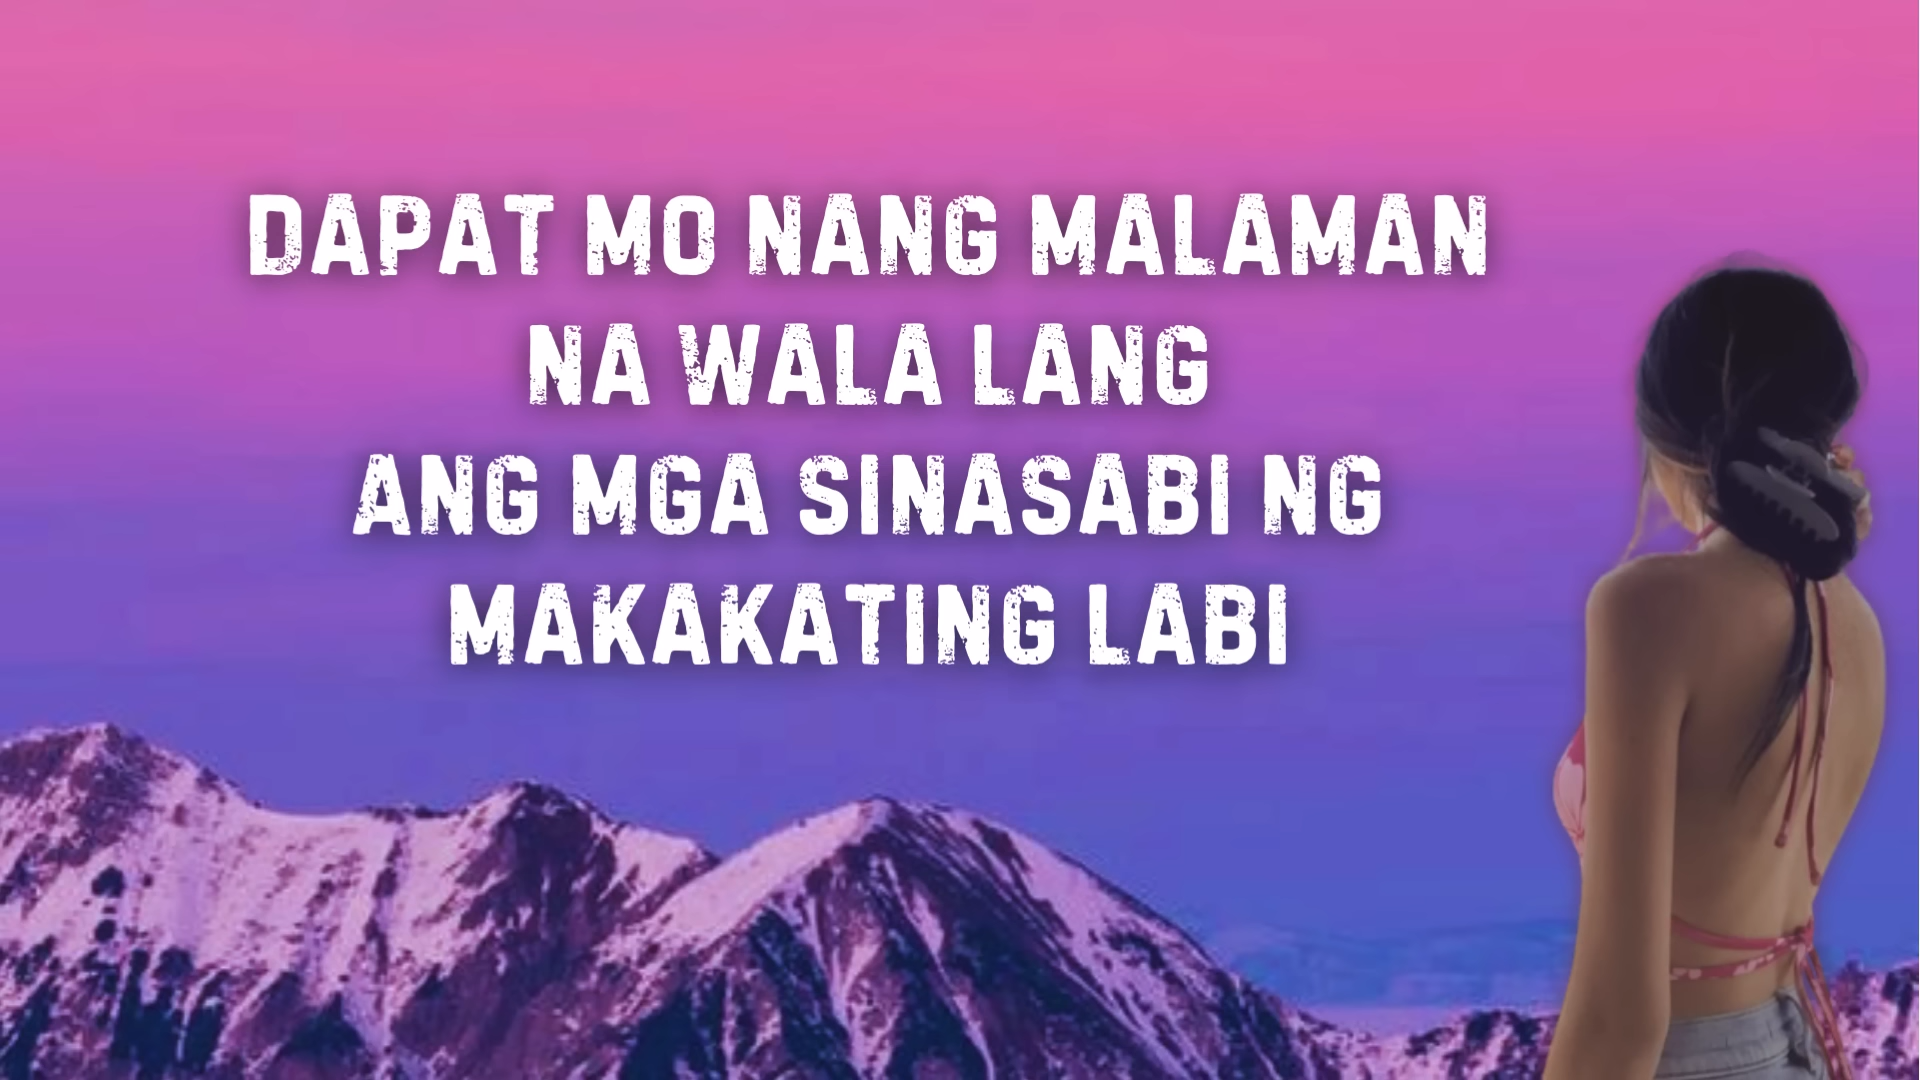 DAPAT MO NANG MALAMAN
NA WALA LANG
ANG MGA SINASABI NG
MAKAKATING LABI